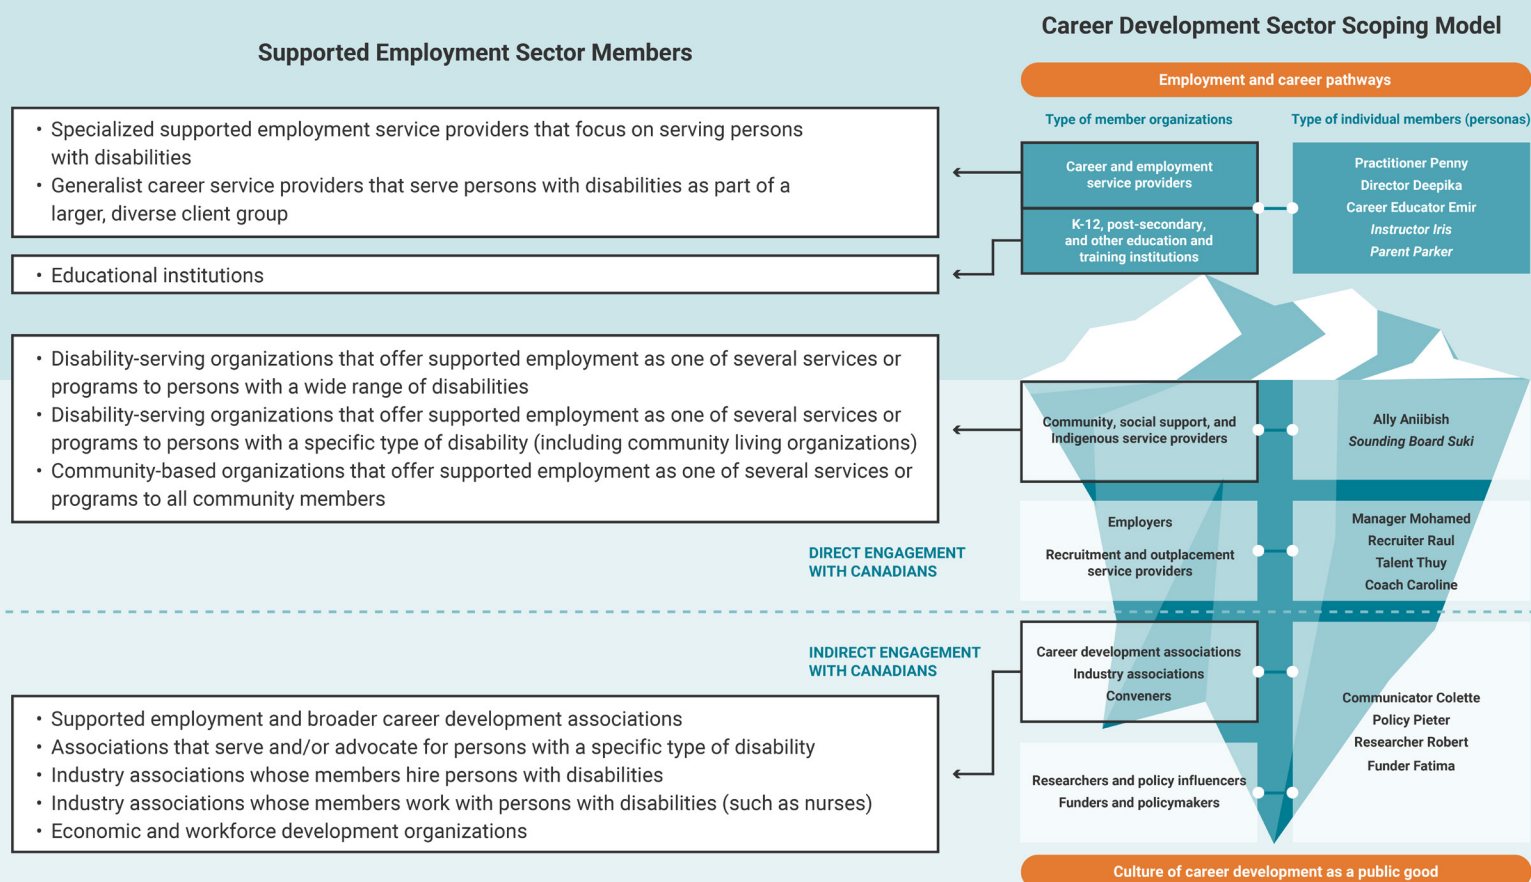 Supported Employment Sector Members
• Specialized supported employment service providers that focus on serving persons
with disabilities
• Generalist career service providers that serve persons with disabilities as part of a
larger, diverse client group
• Educational institutions
• Disability-serving organizations that offer supported employment as one of several services or
programs to persons with a wide range of disabilities
• Disability-serving organizations that offer supported employment as one of several services or
programs to persons with a specific type of disability (including community living organizations)
• Community-based organizations that offer supported employment as one of several services or
programs to all community members
DIRECT ENGAGEMENT
WITH CANADIANS
INDIRECT ENGAGEMENT
WITH CANADIANS
• Supported employment and broader career development associations
• Associations that serve and/or advocate for persons with a specific type of disability
• Industry associations whose members hire persons with disabilities
• Industry associations whose members work with persons with disabilities (such as nurses)
• Economic and workforce development organizations
Career Development Sector Scoping Model
Employment and career pathways
Type of member organizations
Type of individual members (personas)
Career and employment
service providers
K-12, post-secondary,
and other education and
training institutions
Practitioner Penny
Director Deepika
Career Educator Emir
Instructor Iris
Parent Parker
Community, social support, and
Indigenous service providers
Ally Aniibish
Sounding Board Suki
Employers
Recruitment and outplacement
service providers
Manager Mohamed
Recruiter Raul
Talent Thuy
Coach Caroline
Career development associations
Industry associations
Conveners
Researchers and policy influencers
Funders and policymakers
Communicator Colette
Policy Pieter
Researcher Robert
Funder Fatima
Culture of career development as a public good